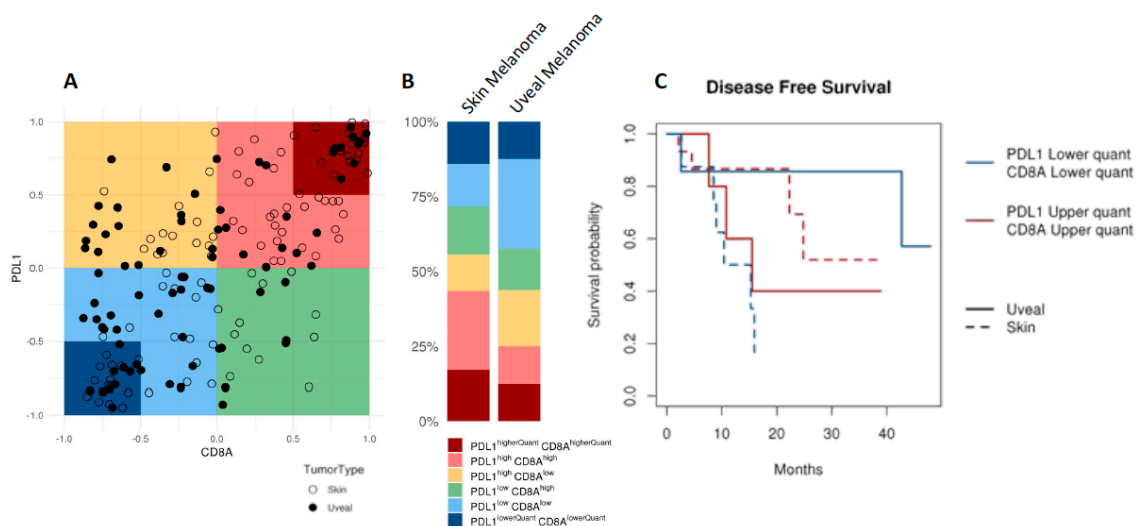 A
PDL1
1.0
0.5
0.0
-0.5
-1.0
-1.0
-0.5
0.0
0.5
1.0
CD8A
TumorType
Skin
Uveal
B
Skin Melanoma
Uveal Melanoma
100%
75%
50%
25%
0%
PDL1higherQuant CD8AhigherQuant
PDL1high CD8Ahigh
PDL1high CD8Alow
PDL1low CD8Ahigh
PDL1low CD8Alow
PDL1lowerQuant CD8AlowerQuant
C
Disease Free Survival
Survival probability
1.0
0.8
0.6
0.4
0.2
0.0
0
10
20
30
40
Months
PDL1 Lower quant
CD8A Lower quant
PDL1 Upper quant
CD8A Upper quant
Uveal
Skin